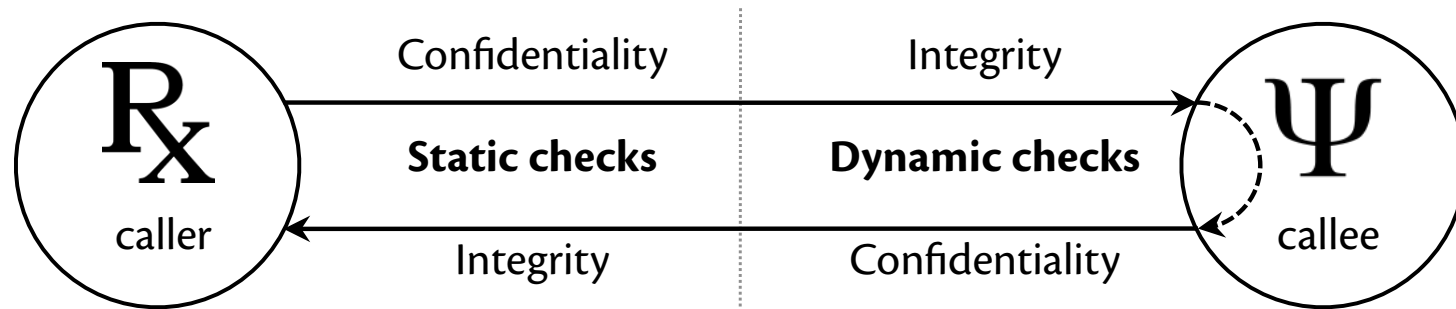 Confidentiality Integrity
Rx Ψ
Static checks Dynamic checks
caller callee
Integrity Confidentiality